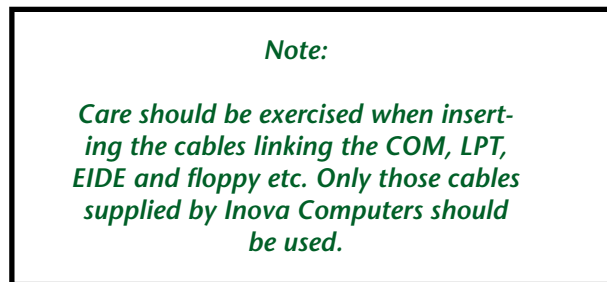 Note:
Care should be exercised when insert-
ing the cables linking the COM, LPT,
EIDE and floppy etc. Only those cables
supplied by Inova Computers should
be used.